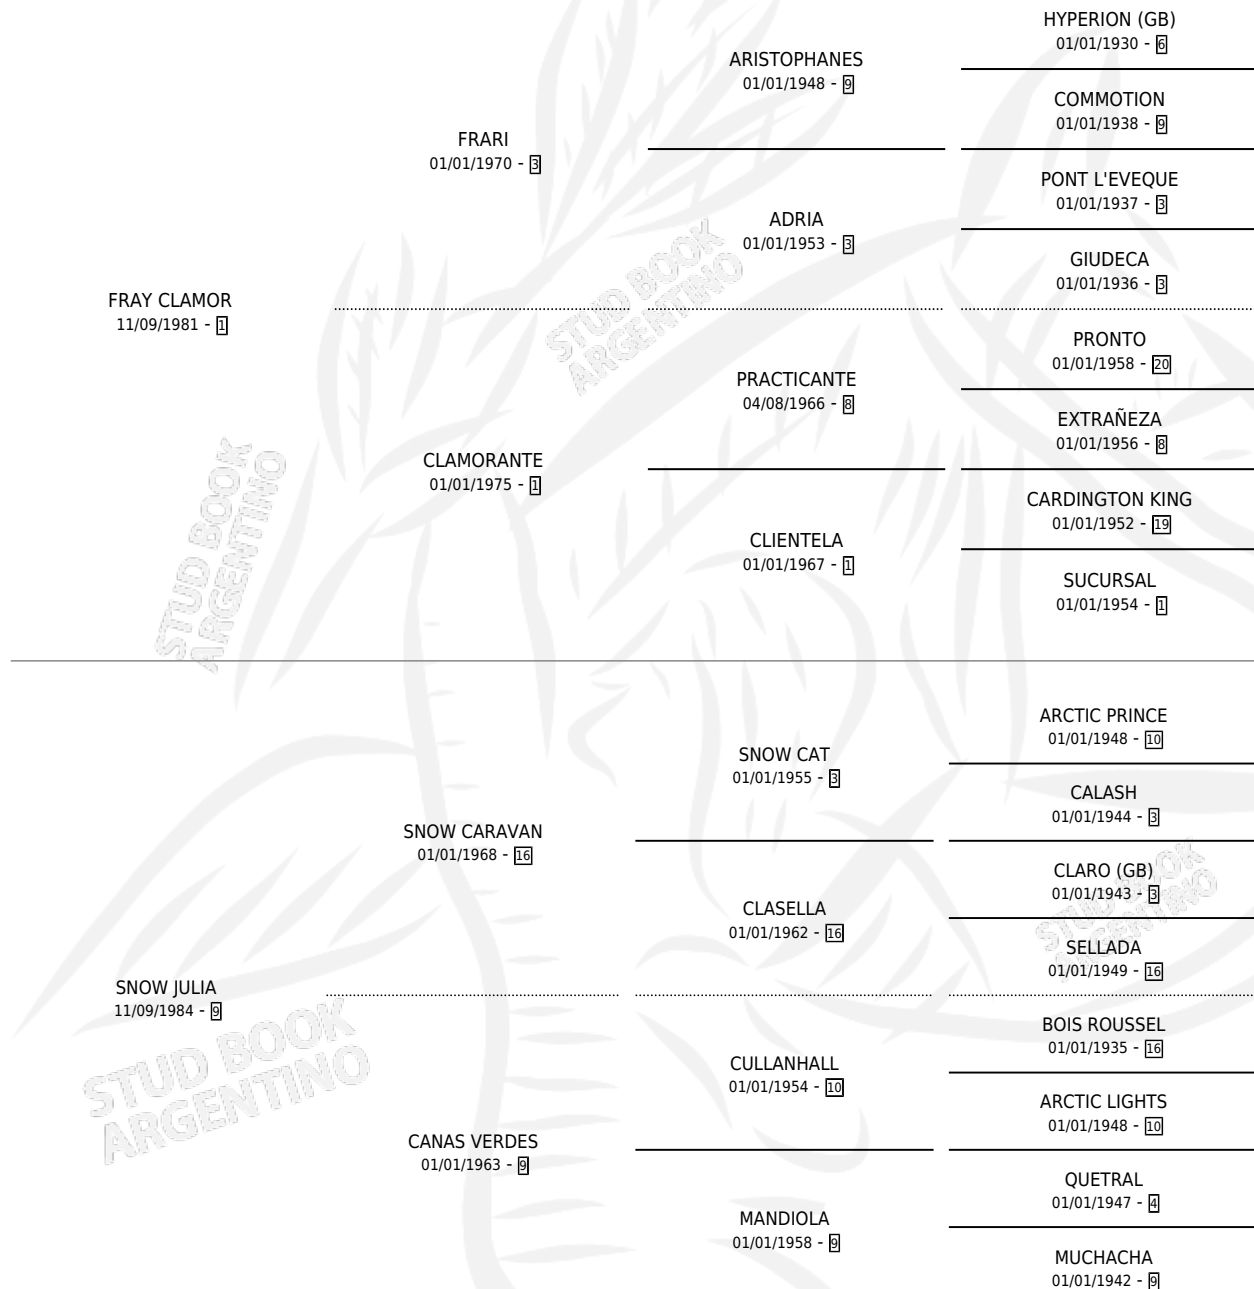 HYPERION (GB)
01/01/1930 - 6
ARISTOPHANES
01/01/1948 - 9
COMMOTION
01/01/1938 - 9
FRARI
01/01/1970 - 3
PONT L'EVEQUE
01/01/1937 - 3
ADRIA
01/01/1953 - 3
GIUDECA
01/01/1936 - 3
FRAY CLAMOR
11/09/1981 - 1
PRONTO
01/01/1958 - 20
PRACTICANTE
04/08/1966 - 8
EXTRAÑEZA
01/01/1956 - 8
CLAMORANTE
01/01/1975 - 1
CARDINGTON KING
01/01/1952 - 19
CLIENTELA
01/01/1967 - 1
SUCURSAL
01/01/1954 - 1
ARCTIC PRINCE
01/01/1948 - 10
SNOW CAT
01/01/1955 - 3
CALASH
01/01/1944 - 3
SNOW CARAVAN
01/01/1968 - 16
CLARO (GB)
01/01/1943 - 3
CLASELLA
01/01/1962 - 16
SELLADA
01/01/1949 - 16
SNOW JULIA
11/09/1984 - 9
BOIS ROUSSEL
01/01/1935 - 16
CULLANHALL
01/01/1954 - 10
ARCTIC LIGHTS
01/01/1948 - 10
CANAS VERDES
01/01/1963 - 9
QUETRAL
01/01/1947 - 4
MANDIOLA
01/01/1958 - 9
MUCHACHA
01/01/1942 - 9
STUD BOOK
ARGENTINO
STUD BOOK
ARGENTINO
STUD BOOK
ARGENTINO
STUD BOOK
ARGENTINO